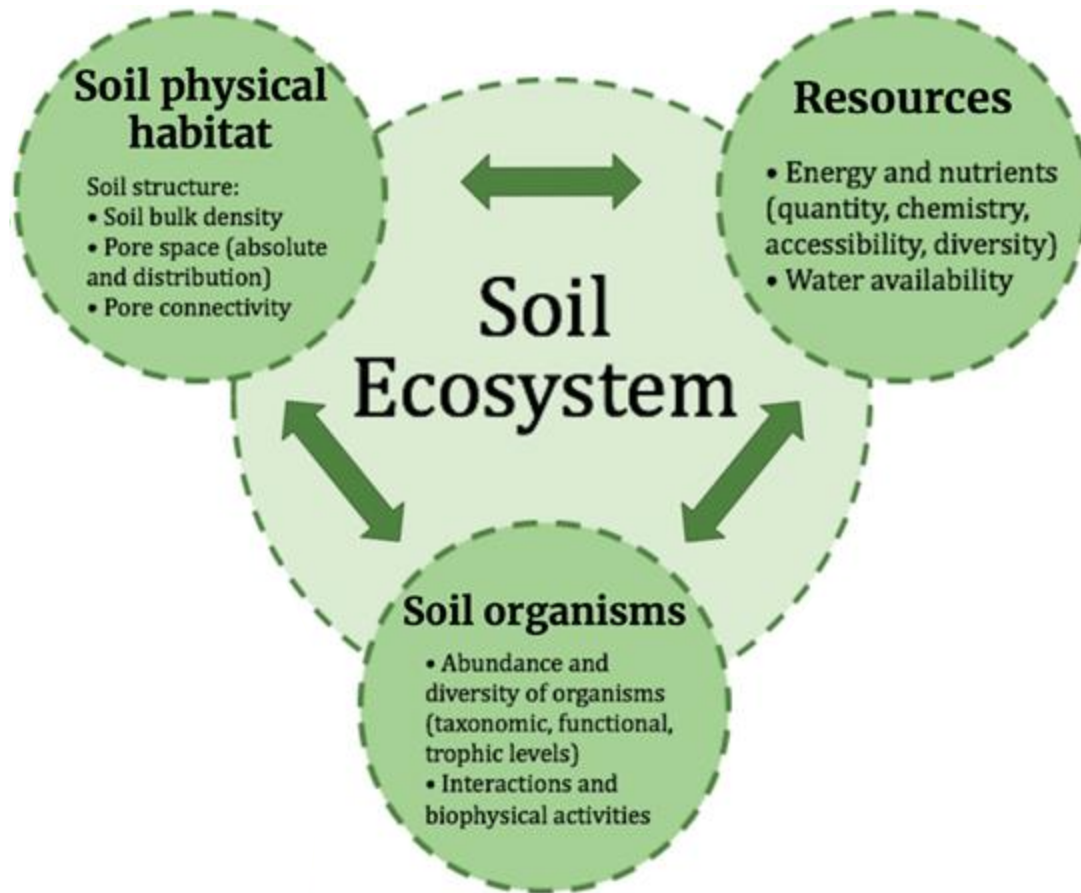 Soil physical
habitat
Soil structure:
• Soil bulk density
• Pore space (absolute
and distribution)
• Pore connectivity
Resources
• Energy and nutrients
(quantity, chemistry,
accessibility, diversity)
• Water availability
Soil
Ecosystem
Soil organisms
• Abundance and
diversity of organisms
(taxonomic, functional,
trophic levels)
• Interactions and
biophysical activities